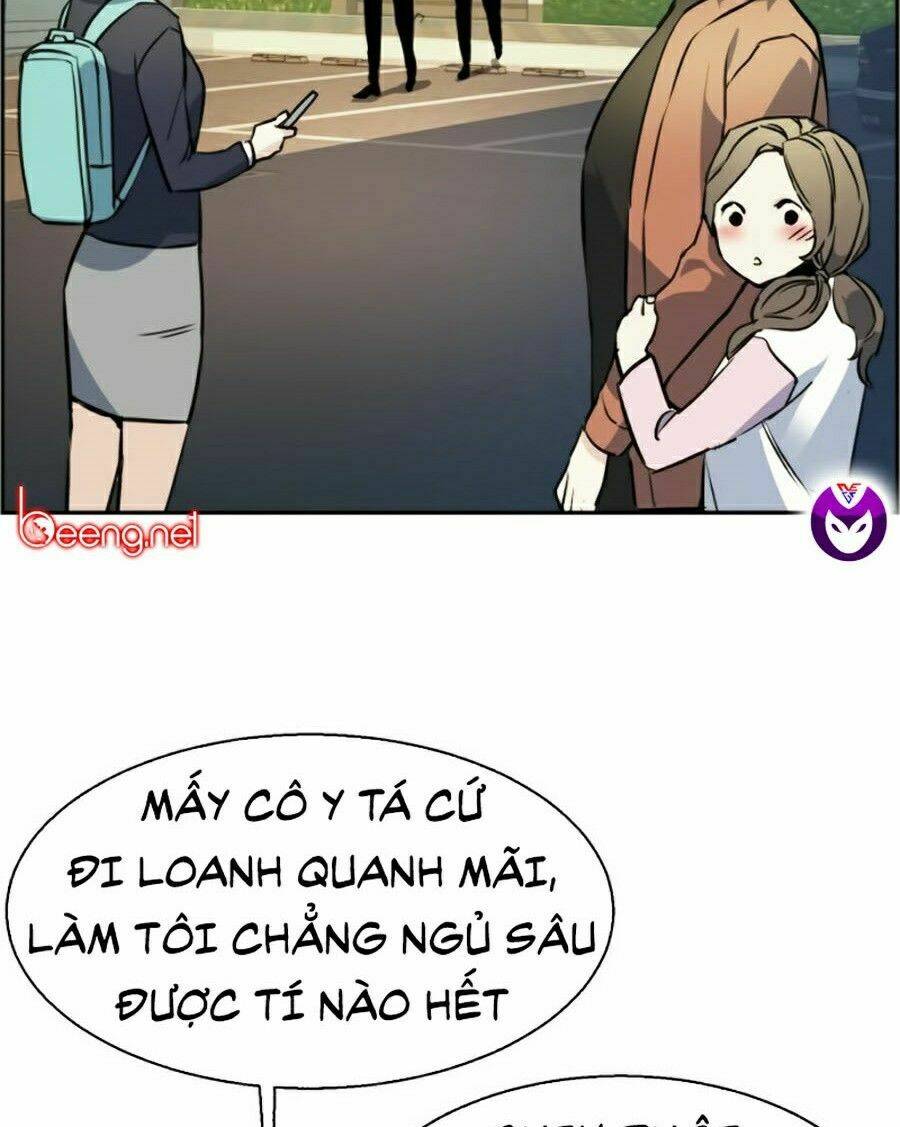 beeng.net
MẤY CÔ Y TÁ CỨ
ĐI LOANH QUANH MÃI,
LÀM TÔI CHẲNG NGỦ SÂU
ĐƯỢC TÍ NÀO HẾT